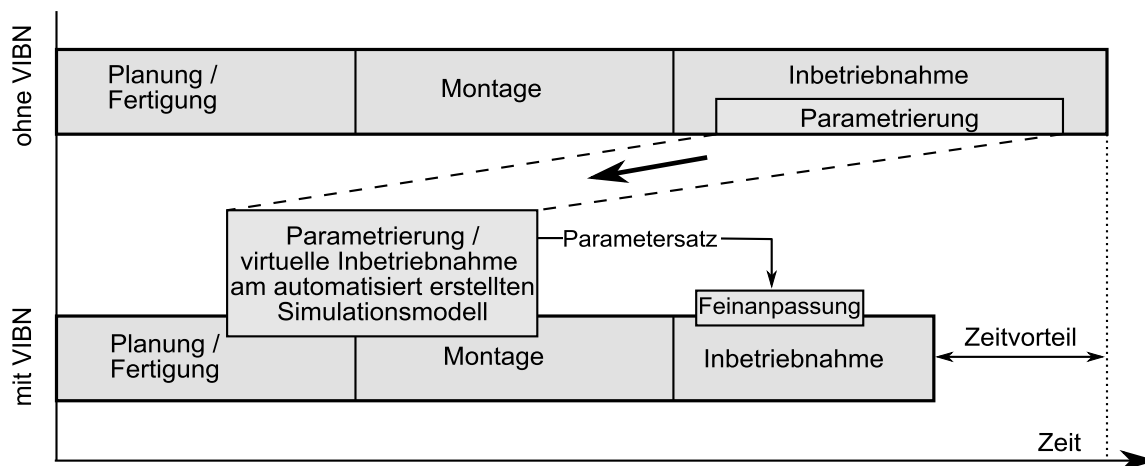 ohne VIBN
Planung /
Fertigung
Montage
Inbetriebnahme
Parametrierung
Parametrierung /
virtuelle Inbetriebnahme
am automatisiert erstellten
Simulationsmodell
Parametersatz
Feinanpassung
mit VIBN
Planung /
Fertigung
Montage
Inbetriebnahme
Zeitvorteil
Zeit